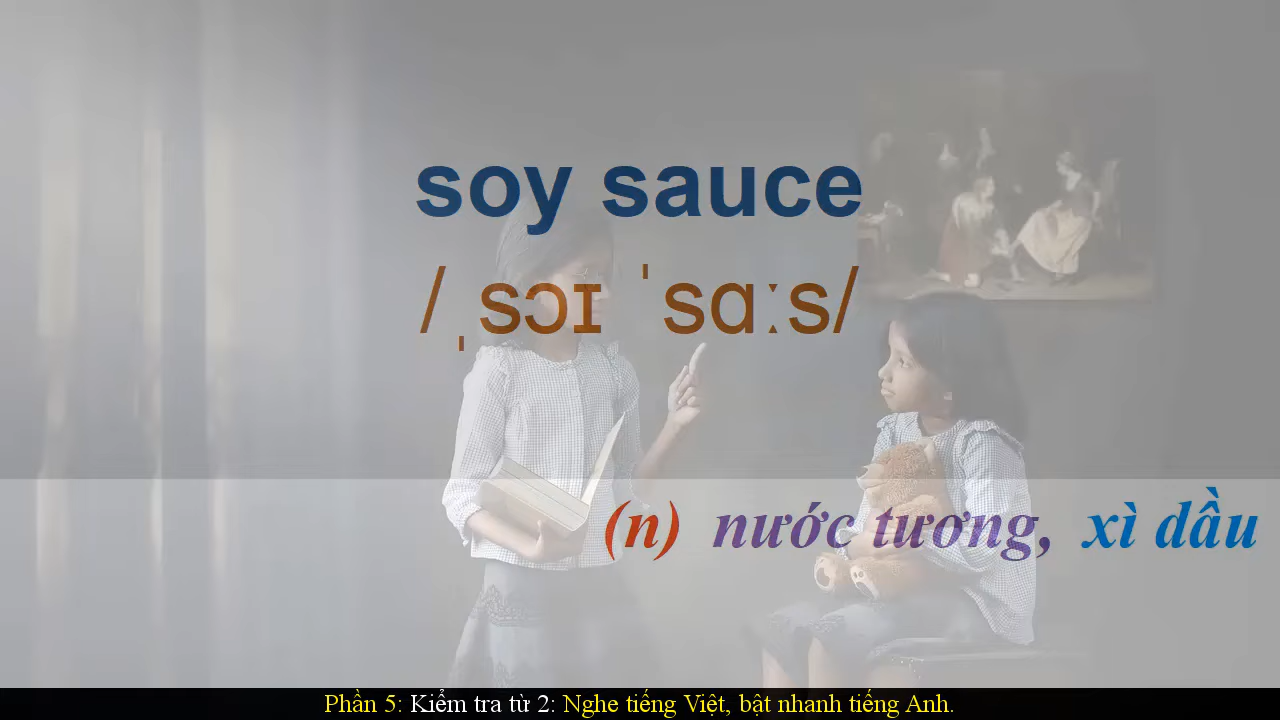 soy sauce
/ˌsɔɪ ˈsɑːs/
(n) nước tương, xì dầu
Phần 5: Kiểm tra từ 2: Nghe tiếng Việt, bật nhanh tiếng Anh.